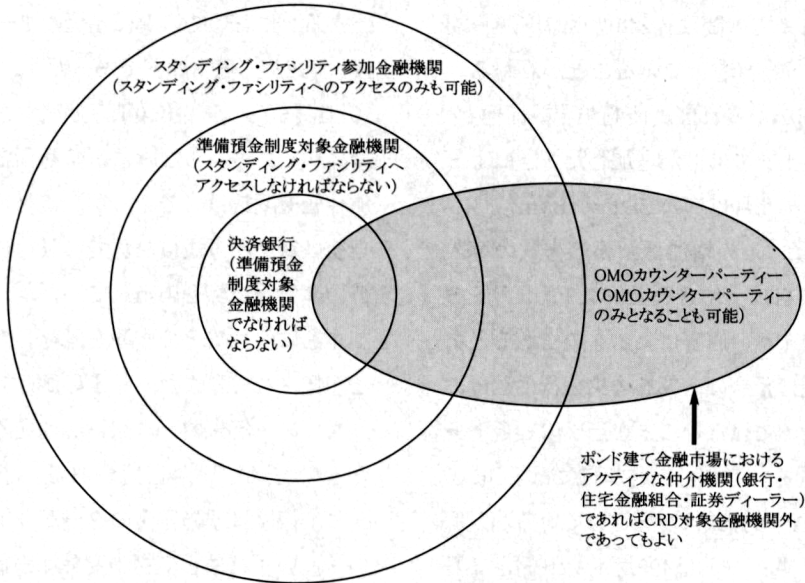 スタンディング・ファシリティ参加金融機関
(スタンディング・ファシリティへのアクセスのみも可能)
準備預金制度対象金融機関
(スタンディング・ファシリティへ
アクセスしなければならない)
決済銀行
(準備預金
制度対象
金融機関
でなければ
ならない)
OMOカウンターパーティー
(OMOカウンターパーティー
のみとなることも可能)
ポンド建て金融市場における
アクティブな仲介機関(銀行・
住宅金融組合・証券ディーラー)
であればCRD対象金融機関外
であってもよい